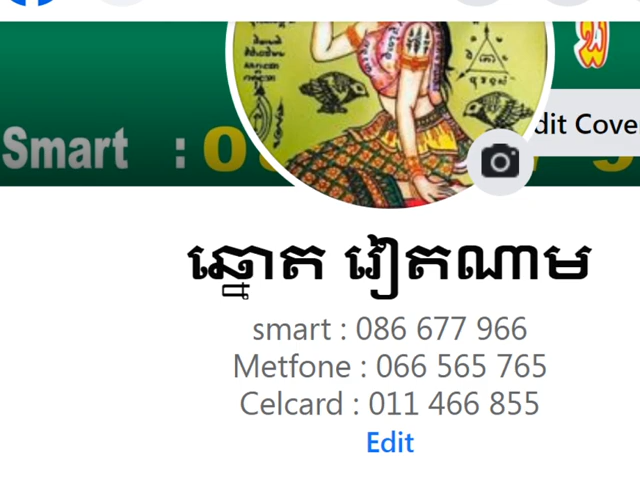 Smart :
dit Cove
ឆ្នោត វៀតណាម
smart : 086 677 966
Metfone : 066 565 765
Celcard : 011 466 855
Edit